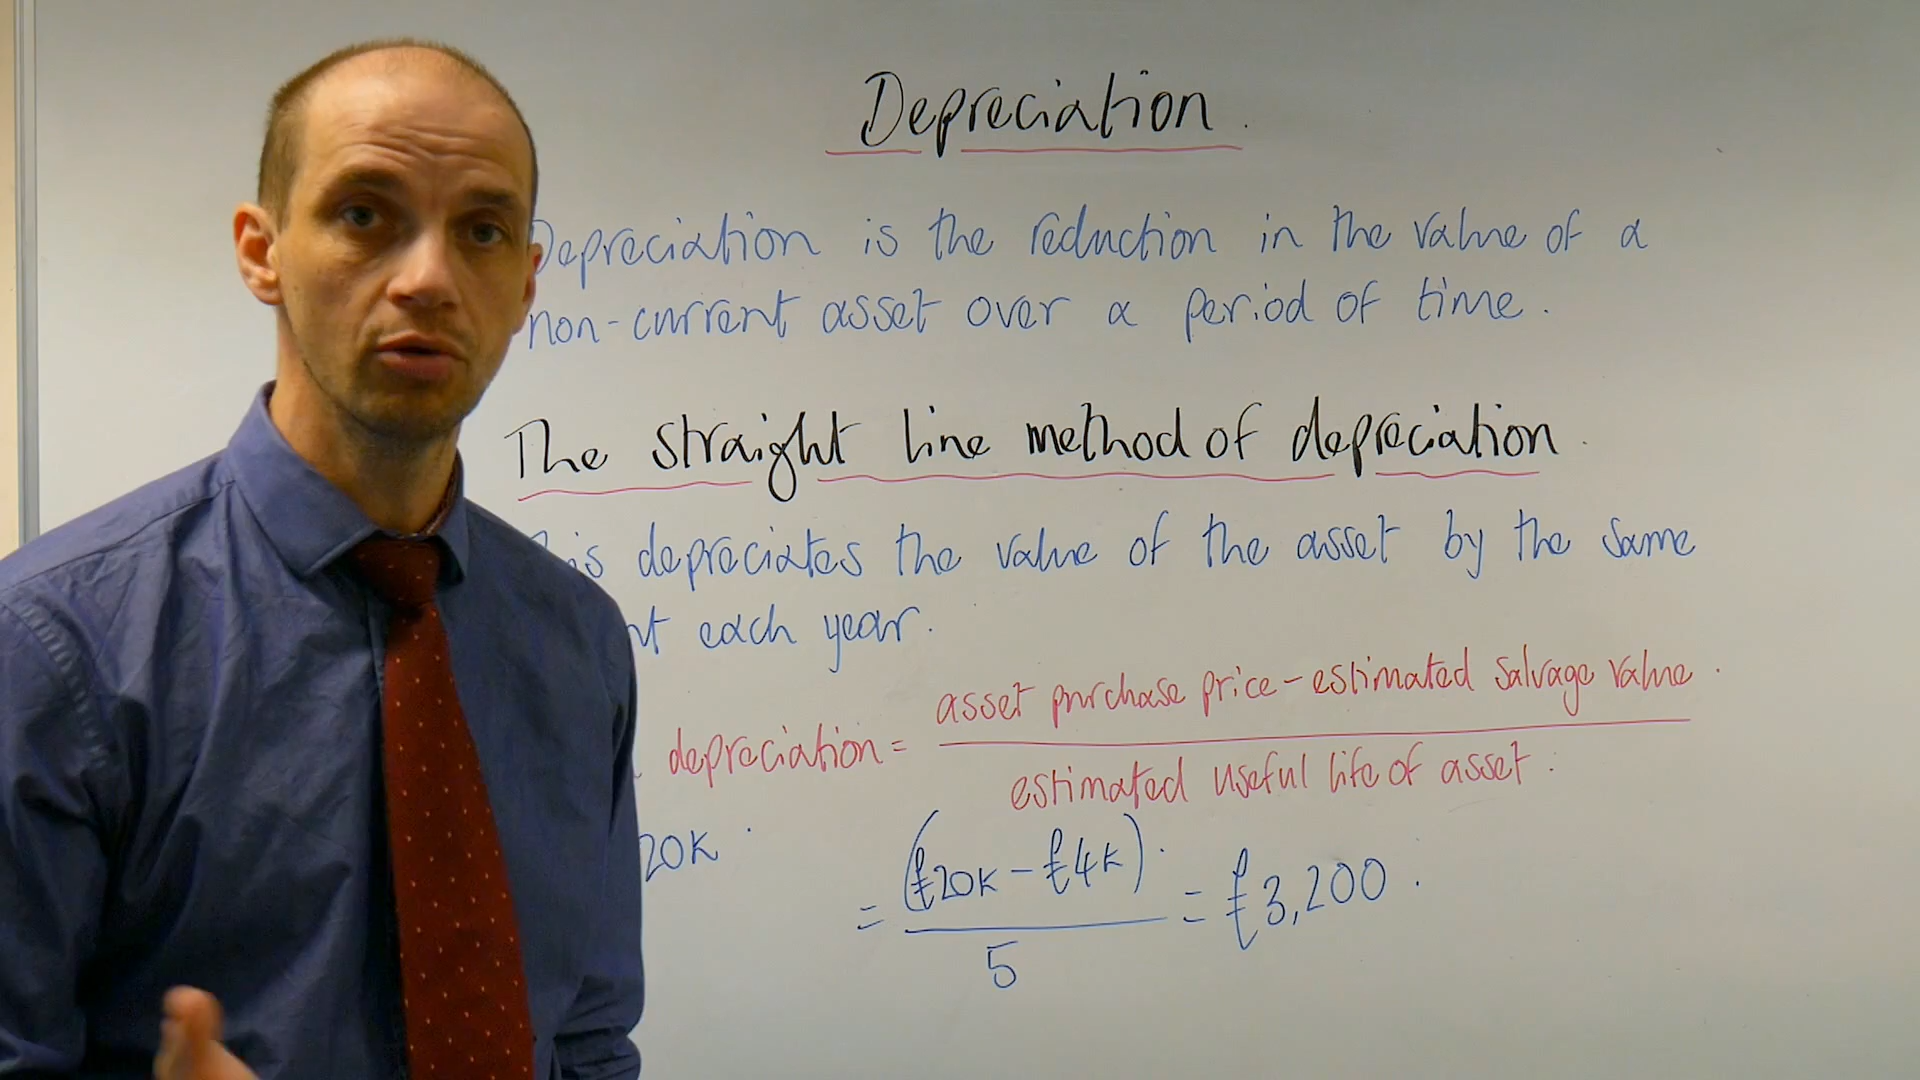 Depreciation.
Depreciation is the reduction in the value of a
non-current asset over a period of time.
The straight line method of depreciation.
depreciates the value of the asset by the same
each year.
asset purchase price - estimated salvage value.
depreciation =
estimated useful life of asset.
20K
= (£20K - £4K) = £3,200.
5